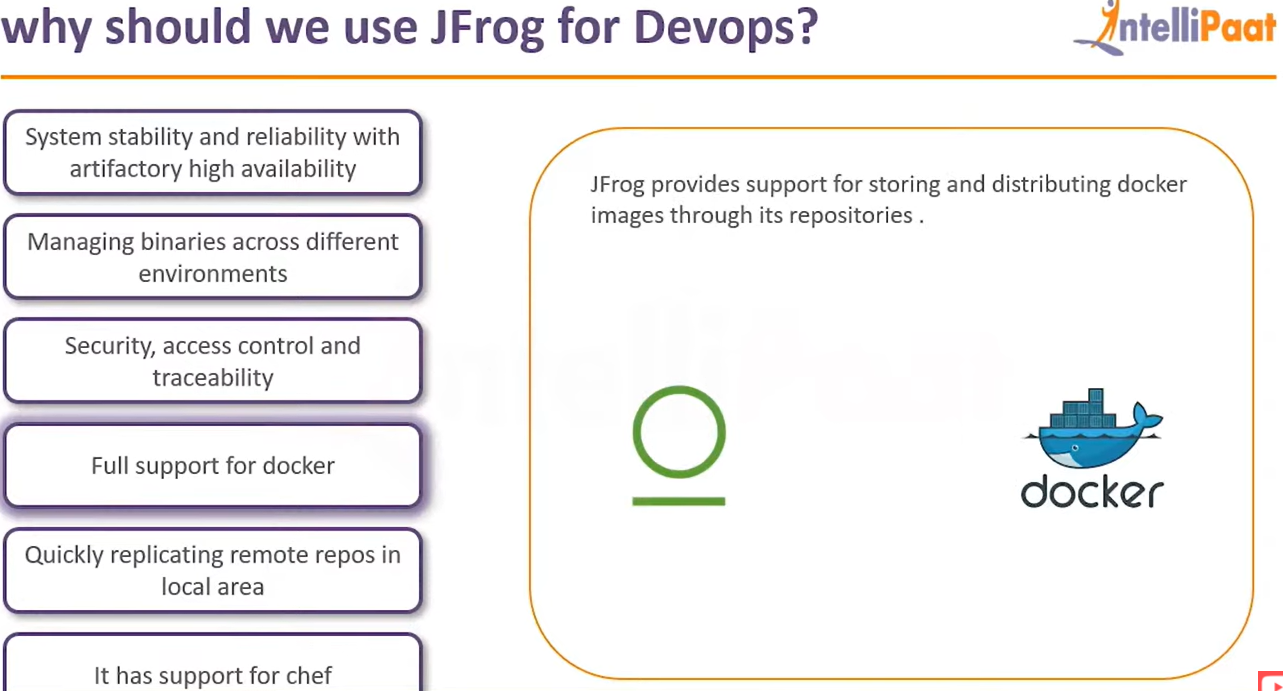 why should we use JFrog for Devops?
IntelliPaat
System stability and reliability with
artifactory high availability
Managing binaries across different
environments
Security, access control and
traceability
Full support for docker
Quickly replicating remote repos in
local area
It has support for chef
JFrog provides support for storing and distributing docker
images through its repositories .
docker